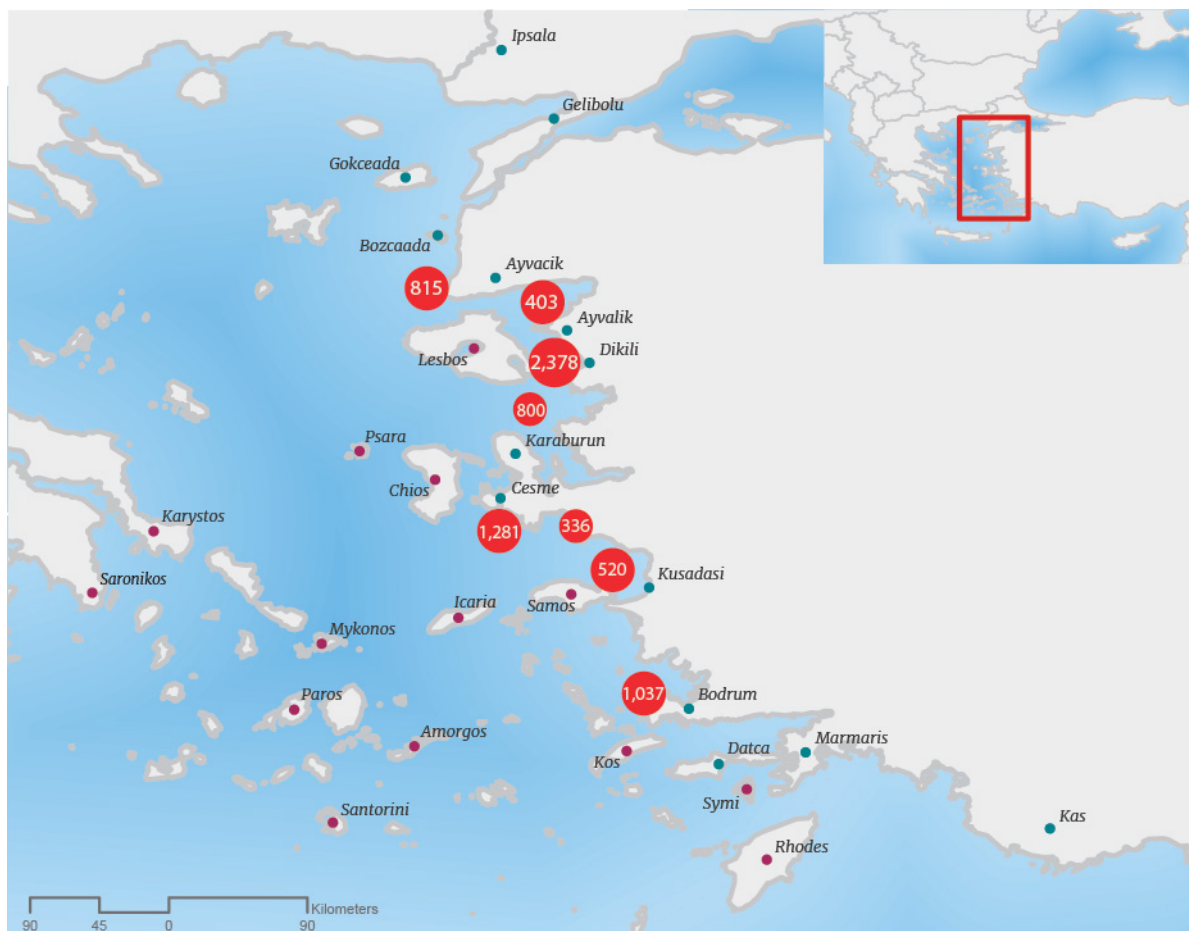 Ipsala
Gelibolu
Gokceada
Bozcaada
Ayvacik
815
403
Ayvalik
Lesbos
2,378
Dikili
800
Psara
Karaburun
Chios
Cesme
Karystos
1,281
336
Saronikos
520
Kusadasi
Icaria
Samos
Mykonos
Paros
1,037
Bodrum
Amorgos
Kos
Datca
Marmaris
Symi
Santorini
Kas
Rhodes
Kilometers
90 45 0 90